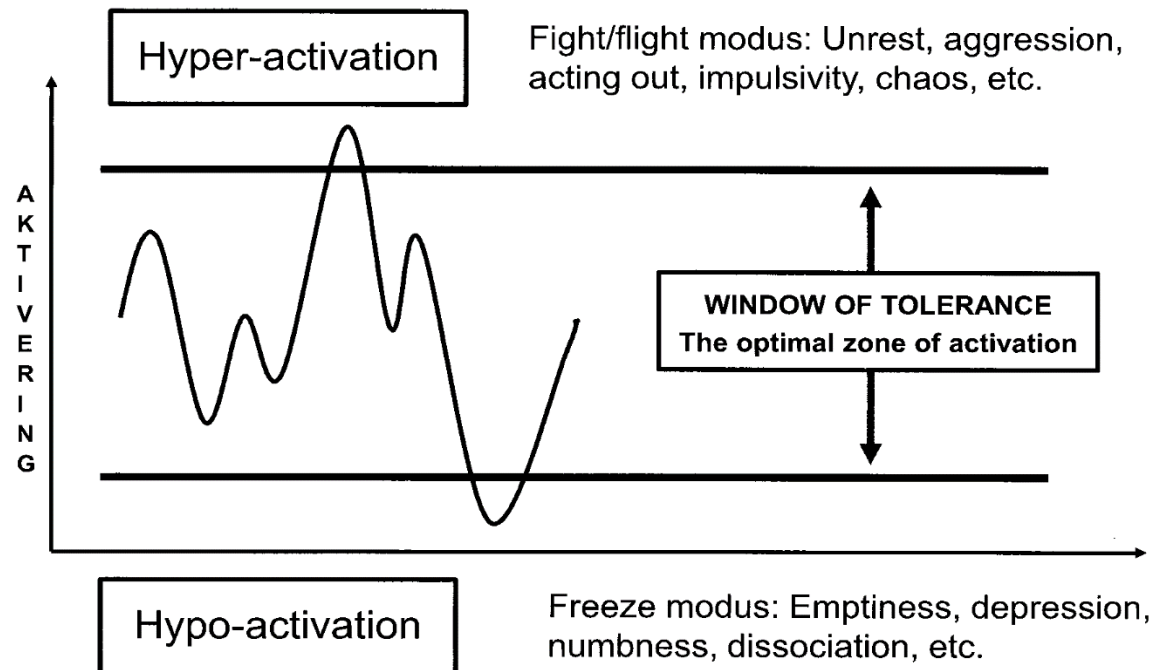 Hyper-activation
Fight/flight modus: Unrest, aggression,
acting out, impulsivity, chaos, etc.
AKTIVERING
WINDOW OF TOLERANCE
The optimal zone of activation
Hypo-activation
Freeze modus: Emptiness, depression,
numbness, dissociation, etc.